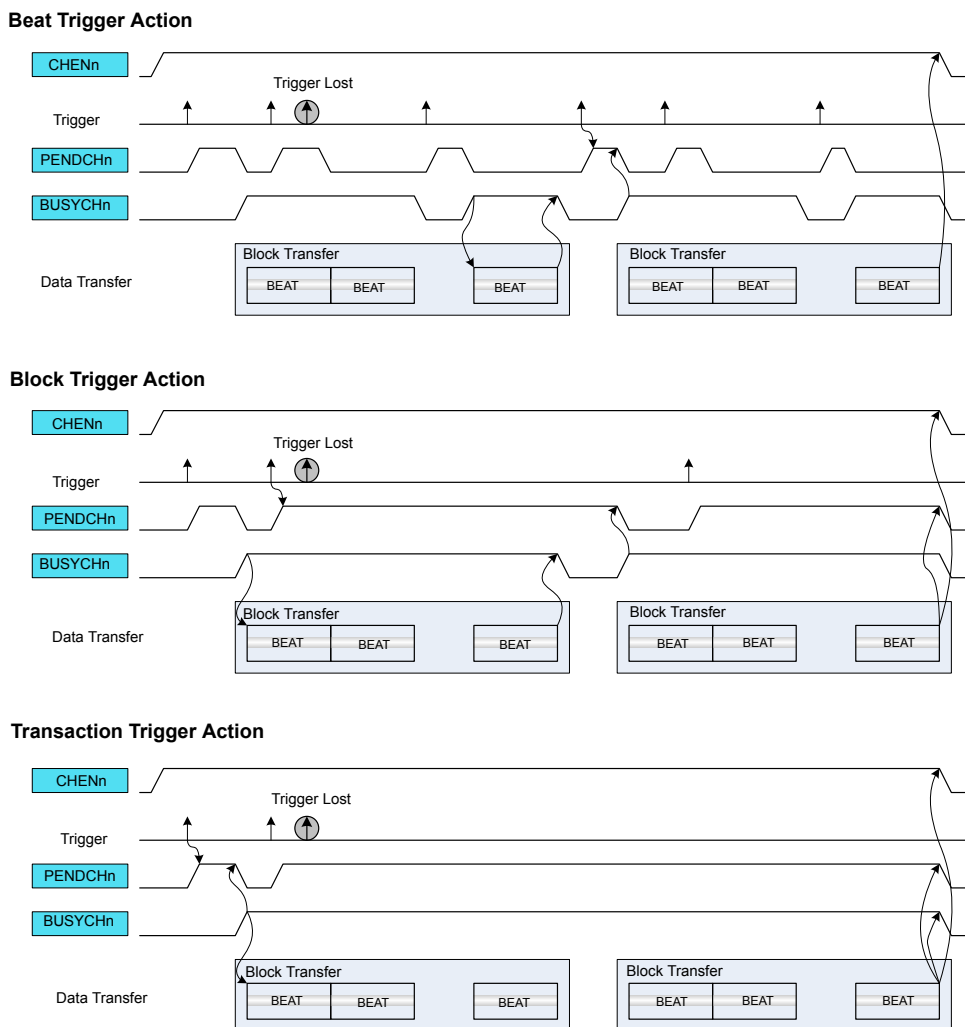 Beat Trigger Action
CHENn
Trigger Lost
Trigger
PENDCHn
BUSYCHn
Block Transfer
Block Transfer
Data Transfer
BEAT
BEAT
BEAT
BEAT
BEAT
BEAT
Block Trigger Action
CHENn
Trigger Lost
Trigger
PENDCHn
BUSYCHn
Block Transfer
Block Transfer
Data Transfer
BEAT
BEAT
BEAT
BEAT
BEAT
BEAT
Transaction Trigger Action
CHENn
Trigger Lost
Trigger
PENDCHn
BUSYCHn
Block Transfer
Block Transfer
Data Transfer
BEAT
BEAT
BEAT
BEAT
BEAT
BEAT